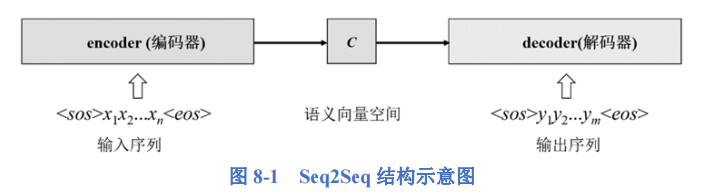 encoder (编码器)
C
decoder(解码器)
<sos>x₁x₂...xₙ<eos>
语义向量空间
<sos>y₁y₂...yₘ<eos>
输入序列
输出序列
图 8-1 Seq2Seq 结构示意图